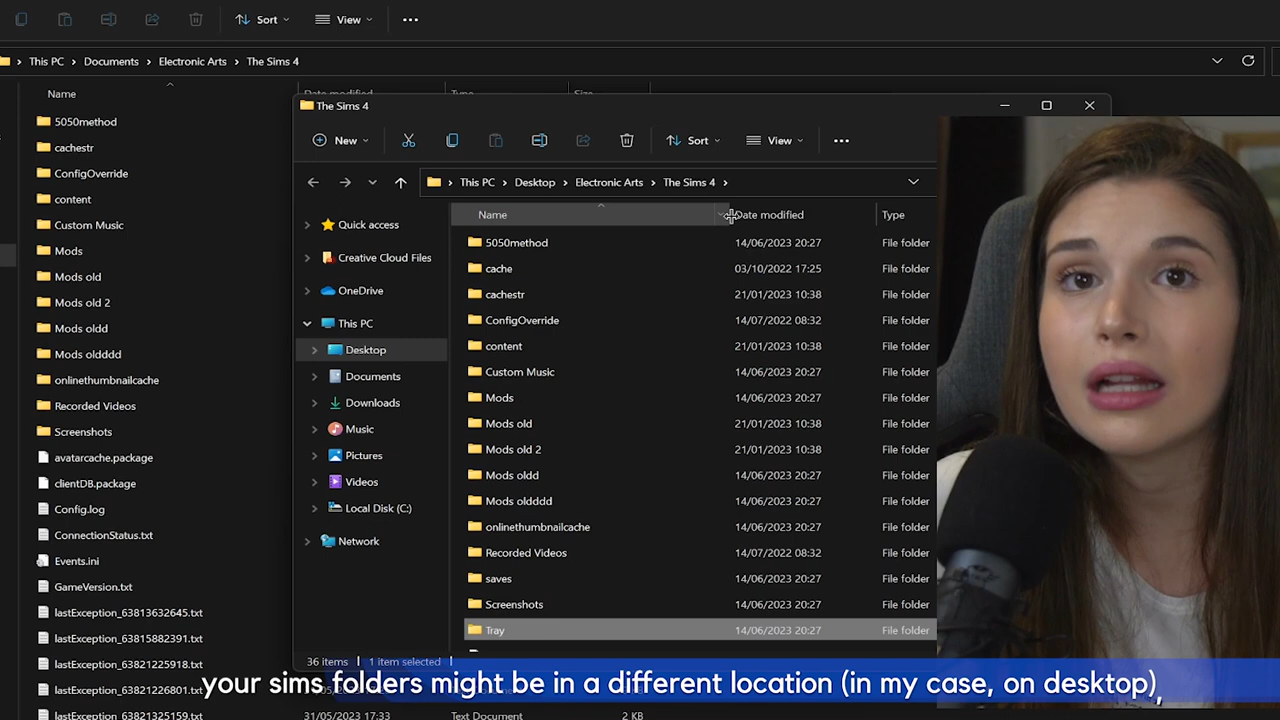 Sort
View
This PC > Documents > Electronic Arts > The Sims 4
Name
Date modified
Type
Size
5050method
cachestr
ConfigOverride
content
Custom Music
Mods
Mods old
Mods old 2
Mods oldd
Mods oldddd
onlinethumbnailcache
Recorded Videos
Screenshots
avatarcache.package
clientDB.package
Config.log
ConnectionStatus.txt
Events.ini
GameVersion.txt
lastException_63813632645.txt
lastException_63815882391.txt
lastException_63821225918.txt
lastException_63821226801.txt
lastException_63821325159.txt
31/05/2023 17:33 Text Document 2 KB
The Sims 4
New
Sort
View
This PC > Desktop > Electronic Arts > The Sims 4 >
Quick access
Creative Cloud Files
OneDrive
This PC
Desktop
Documents
Downloads
Music
Pictures
Videos
Local Disk (C:)
Network
Name Date modified Type
5050method 14/06/2023 20:27 File folder
cache 03/10/2022 17:25 File folder
cachestr 21/01/2023 10:38 File folder
ConfigOverride 14/07/2022 08:32 File folder
content 21/01/2023 10:38 File folder
Custom Music 14/06/2023 20:27 File folder
Mods 14/06/2023 20:27 File folder
Mods old 21/01/2023 10:38 File folder
Mods old 2 21/01/2023 10:38 File folder
Mods oldd 14/06/2023 20:27 File folder
Mods oldddd 14/06/2023 20:27 File folder
onlinethumbnailcache 14/06/2023 20:27 File folder
Recorded Videos 14/07/2022 08:32 File folder
saves 14/06/2023 20:27 File folder
Screenshots 14/06/2023 20:27 File folder
Tray 14/06/2023 20:27 File folder
36 items 1 item selected
your sims folders might be in a different location (in my case, on desktop),